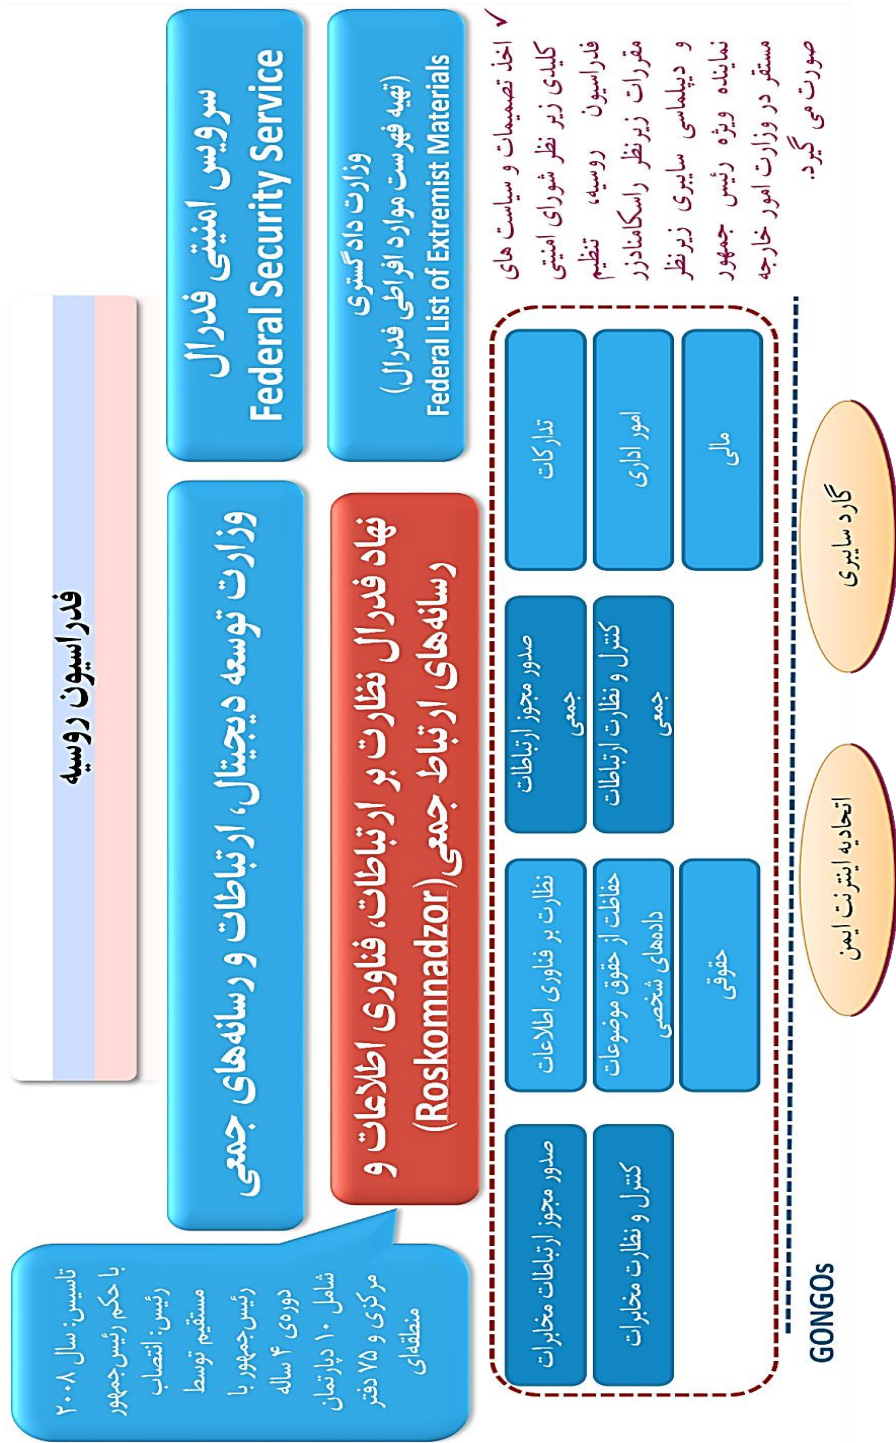 فدراسیون روسیه
سرویس امنیتی فدرال
Federal Security Service
وزارت توسعه دیجیتال، ارتباطات و رسانه‌های جمعی
تاسیس: سال ۲۰۰۸
با حکم رئیس‌جمهور
رئیس: انتصاب
مستقیم توسط
رئیس‌جمهور با
دوره‌ی ۴ ساله
شامل ۱۰ دپارتمان
مرکزی و ۷۵ دفتر
منطقه‌ای
وزارت دادگستری
(تهیه فهرست موارد افراطی فدرال)
Federal List of Extremist Materials
نهاد فدرال نظارت بر ارتباطات، فناوری اطلاعات و
رسانه‌های ارتباط جمعی(Roskomnadzor)
✓ اخذ تصمیمات و سیاست های
کلیدی زیر نظر شورای امنیتی
فدراسیون روسیه، تنظیم
مقررات زیرنظر راسکامنادزر
و دیپلماسی سایبری زیرنظر
نماینده ویژه رئیس جمهور
مستقر در وزارت امور خارجه
صورت می گیرد.
تدارکات
امور اداری
مالی
صدور مجوز ارتباطات
جمعی
کنترل و نظارت ارتباطات
جمعی
نظارت بر فناوری اطلاعات
حفاظت از حقوق موضوعات
داده‌های شخصی
حقوقی
صدور مجوز ارتباطات مخابرات
کنترل و نظارت مخابرات
گارد سایبری
اتحادیه اینترنت ایمن
GONGOs